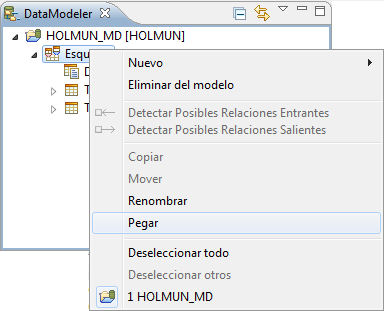 DataModeler
HOLMUN_MD [HOLMUN]
Esqu
Nuevo
Eliminar del modelo
Detectar Posibles Relaciones Entrantes
Detectar Posibles Relaciones Salientes
Copiar
Mover
Renombrar
Pegar
Deseleccionar todo
Deseleccionar otros
1 HOLMUN_MD